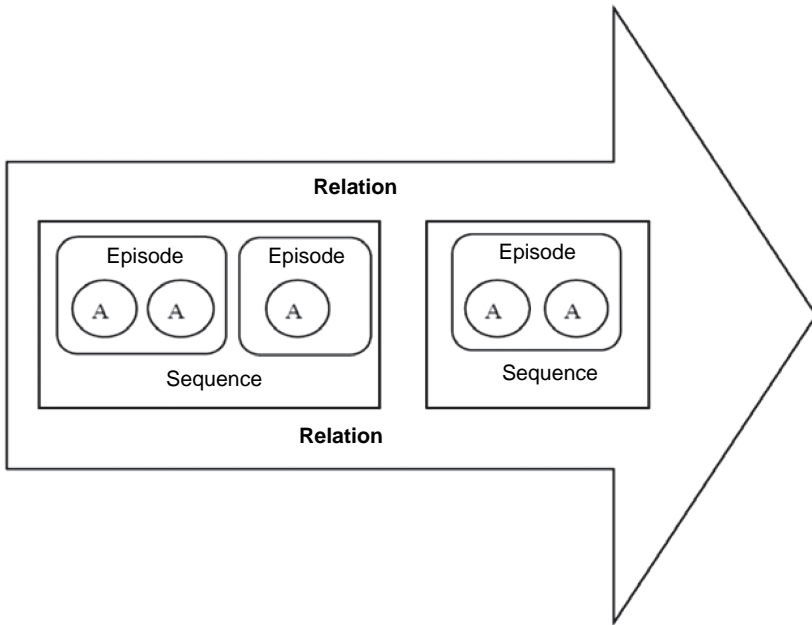 Relation
Episode Episode
A A A
Sequence
Episode
A A
Sequence
Relation